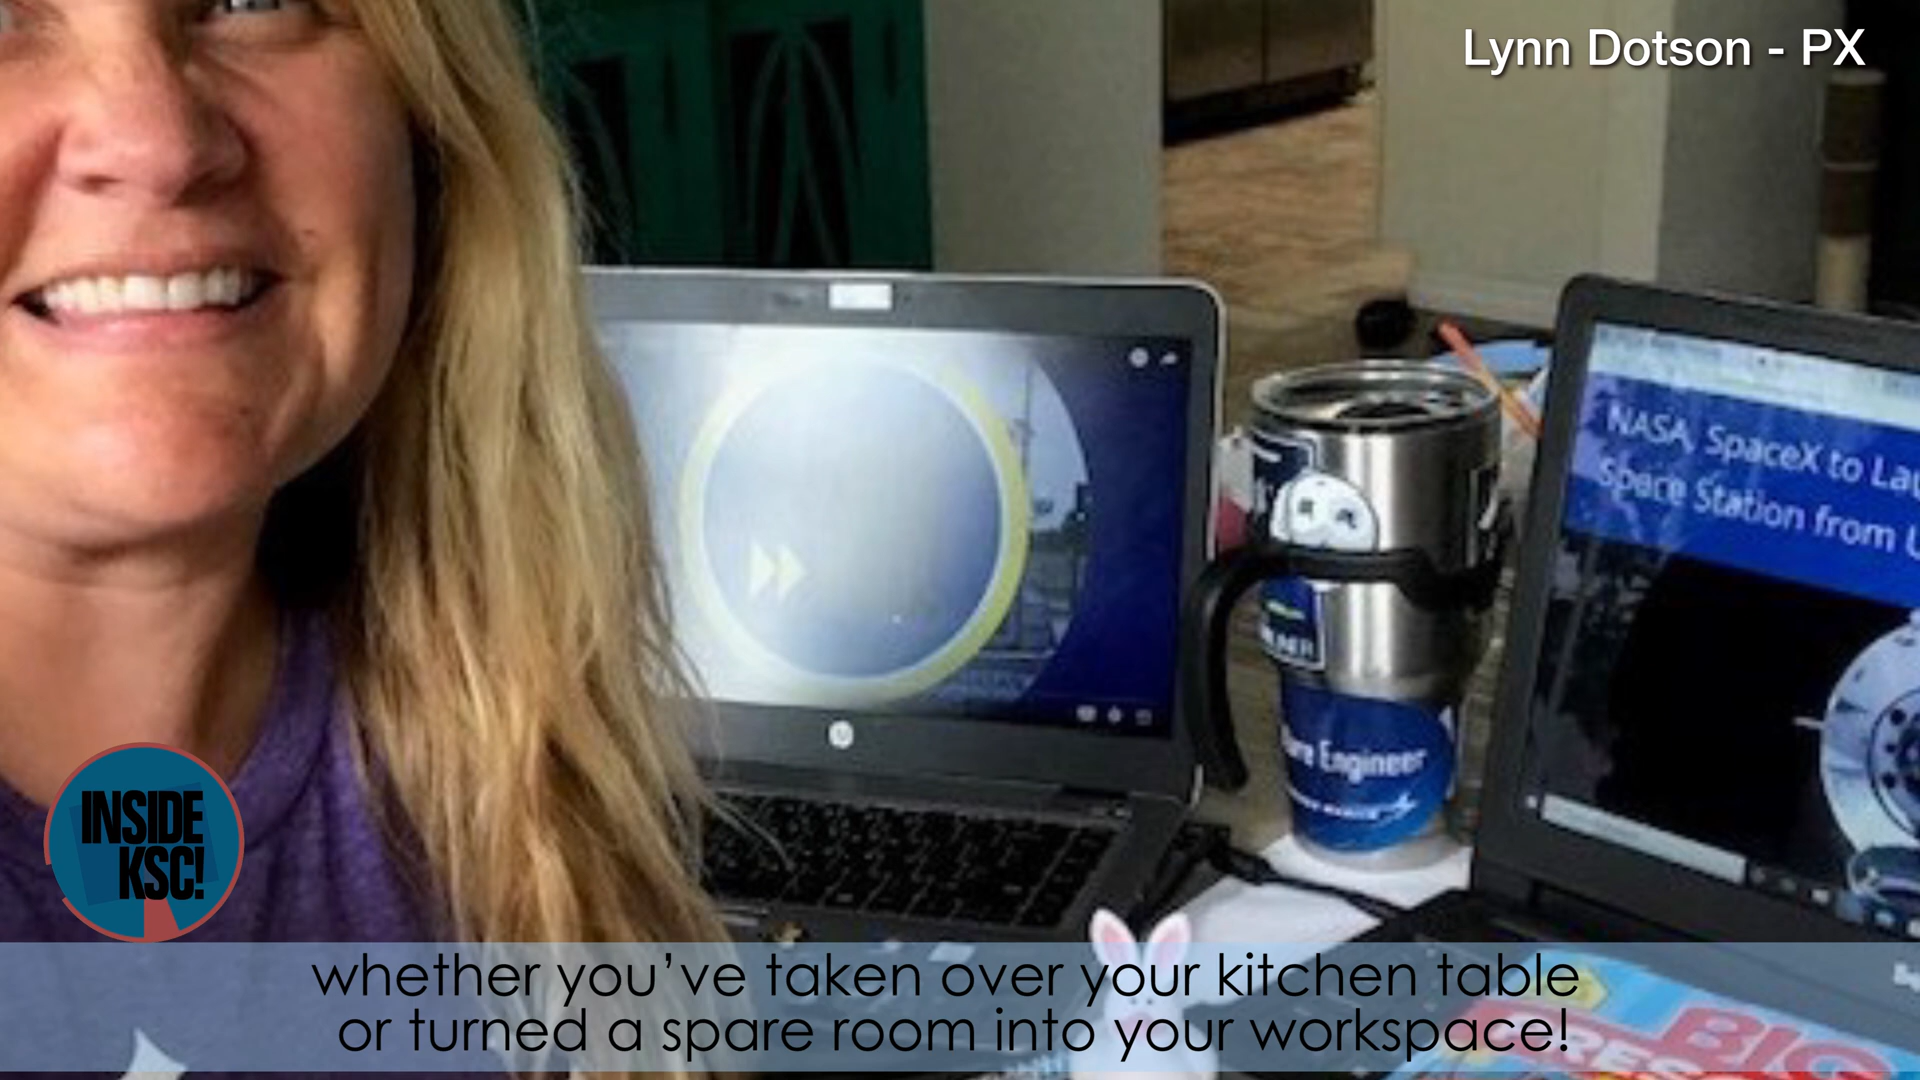 Lynn Dotson - PX
NASA, SpaceX to
Space Station from
Engineer
INSIDE
KSC!
whether you've taken over your kitchen table
or turned a spare room into your workspace!
BIG